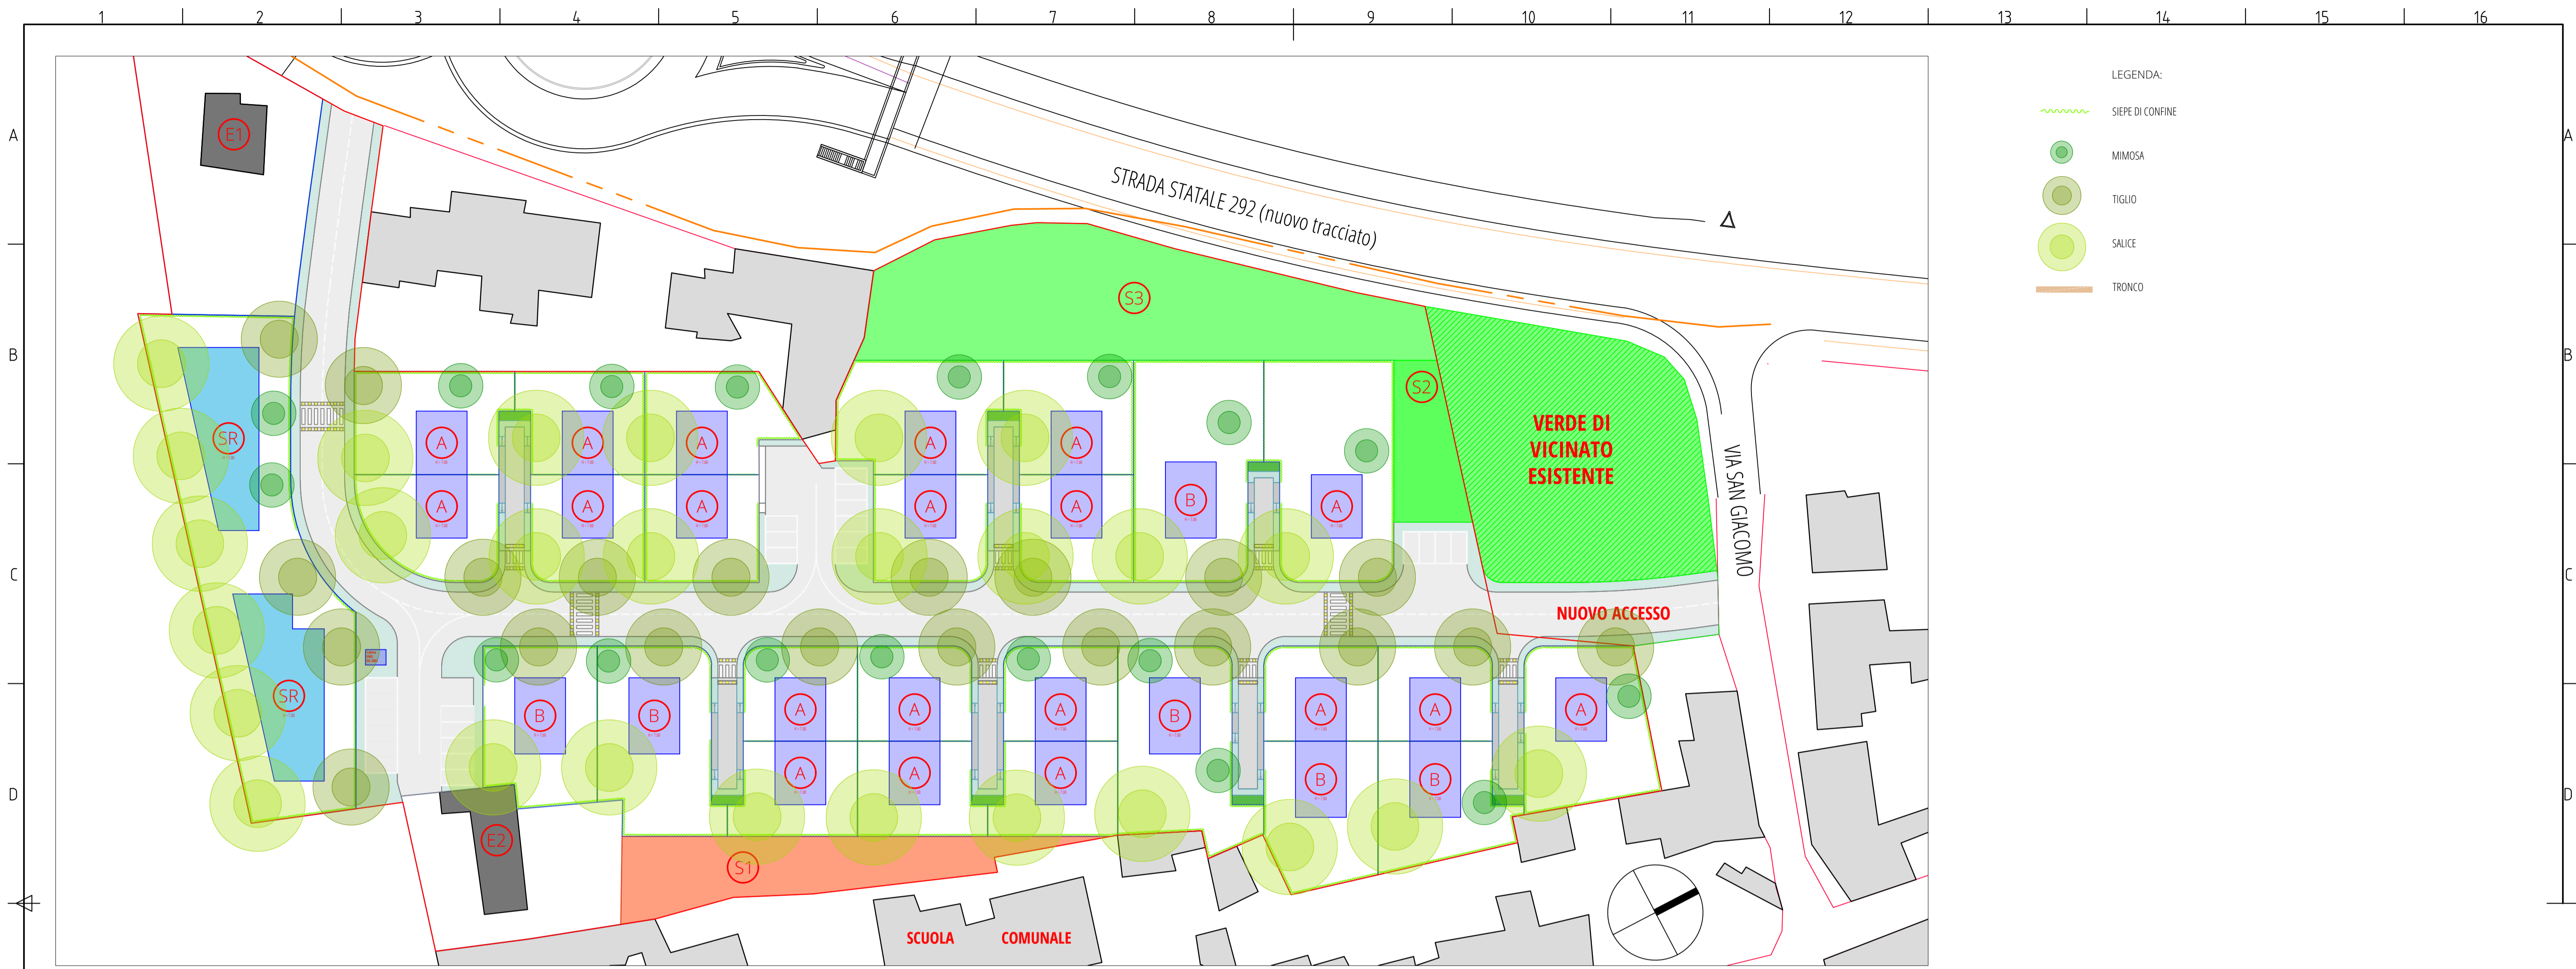 1 2 3 4 5 6 7 8 9 10 11 12 13 14 15 16
LEGENDA:
SIEPE DI CONFINE
MIMOSA
TIGLIO
SALICE
TRONCO
A A
E1
STRADA STATALE 292 (nuovo tracciato)
S3
B B
S2
SR
A A A A A
VERDE DI
VICINATO
ESISTENTE
VIA SAN GIACOMO
B
A A A A A A
C C
NUOVO ACCESSO
SR
B B A A A B A A A
A A A B B
D D
E2
S1
SCUOLA COMUNALE